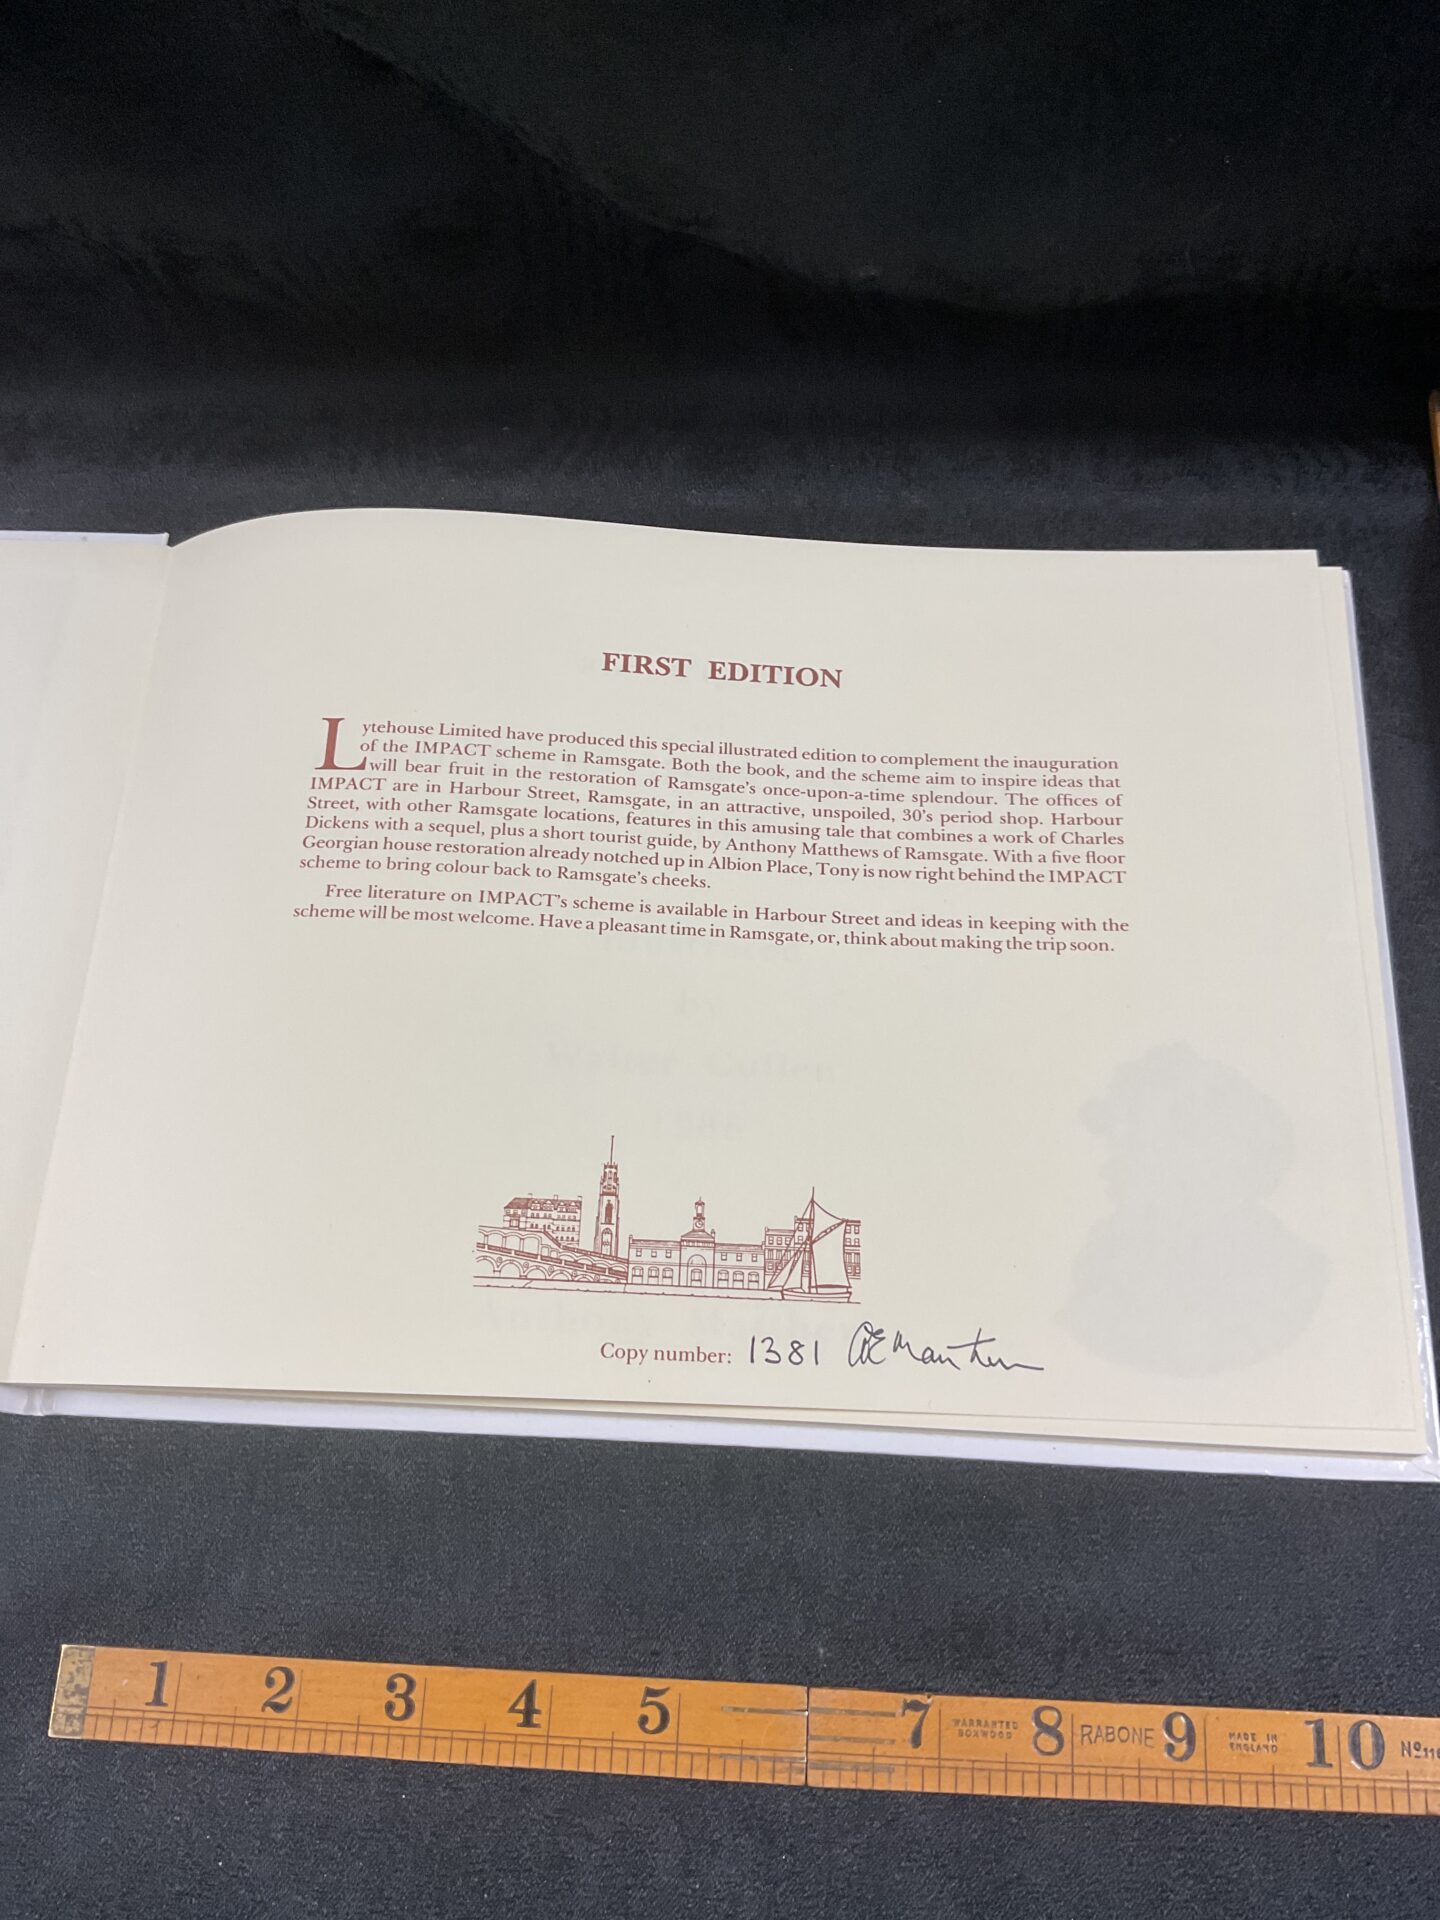 FIRST EDITION
Lytehouse Limited have produced this special illustrated edition to complement the inauguration
of the IMPACT scheme in Ramsgate. Both the book, and the scheme aim to inspire ideas that
will bear fruit in the restoration of Ramsgate's once-upon-a-time splendour. The offices of
IMPACT are in Harbour Street, Ramsgate, in an attractive, unspoiled, 30's period shop. Harbour
Street, with other Ramsgate locations, features in this amusing tale that combines a work of Charles
Dickens with a sequel, plus a short tourist guide, by Anthony Matthews of Ramsgate. With a five floor
Georgian house restoration already notched up in Albion Place, Tony is now right behind the IMPACT
scheme to bring colour back to Ramsgate's cheeks.
Free literature on IMPACT's scheme is available in Harbour Street and ideas in keeping with the
scheme will be most welcome. Have a pleasant time in Ramsgate, or, think about making the trip soon.
Copy number: 1381
1 2 3 4 5 7 WARRANTED BOXWOOD 8 RABONE 9 MADE IN ENGLAND 10